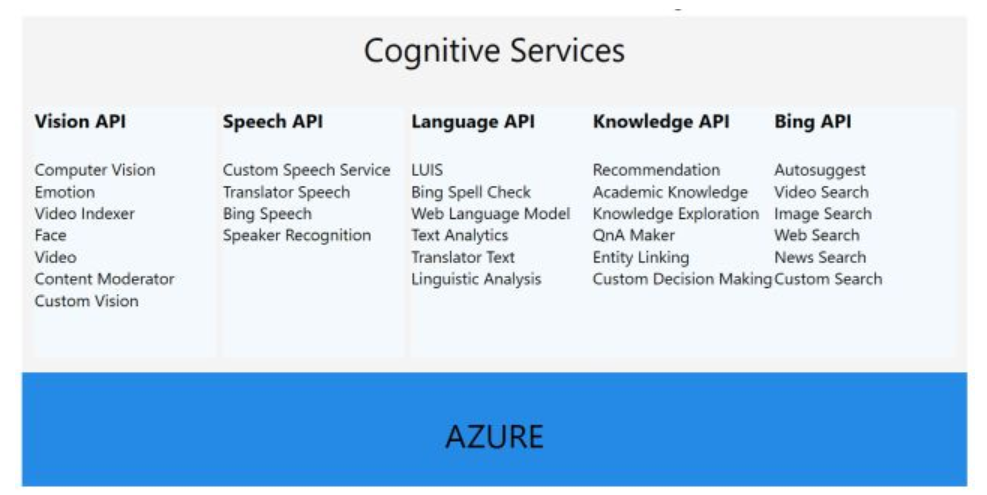 Cognitive Services
Vision API
Computer Vision
Emotion
Video Indexer
Face
Video
Content Moderator
Custom Vision
Speech API
Custom Speech Service
Translator Speech
Bing Speech
Speaker Recognition
Language API
LUIS
Bing Spell Check
Web Language Model
Text Analytics
Translator Text
Linguistic Analysis
Knowledge API
Recommendation
Academic Knowledge
Knowledge Exploration
QnA Maker
Entity Linking
Custom Decision Making
Bing API
Autosuggest
Video Search
Image Search
Web Search
News Search
Custom Search
AZURE